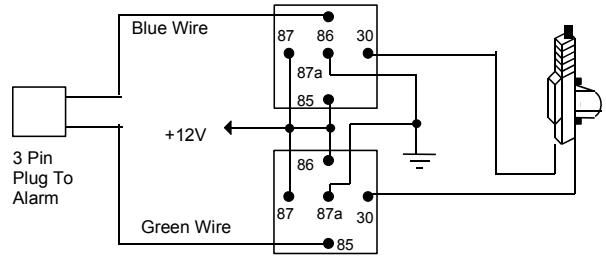 Blue Wire
87 86 30
87a
85
+12V
3 Pin
Plug To
Alarm
86
87 87a 30
Green Wire
85